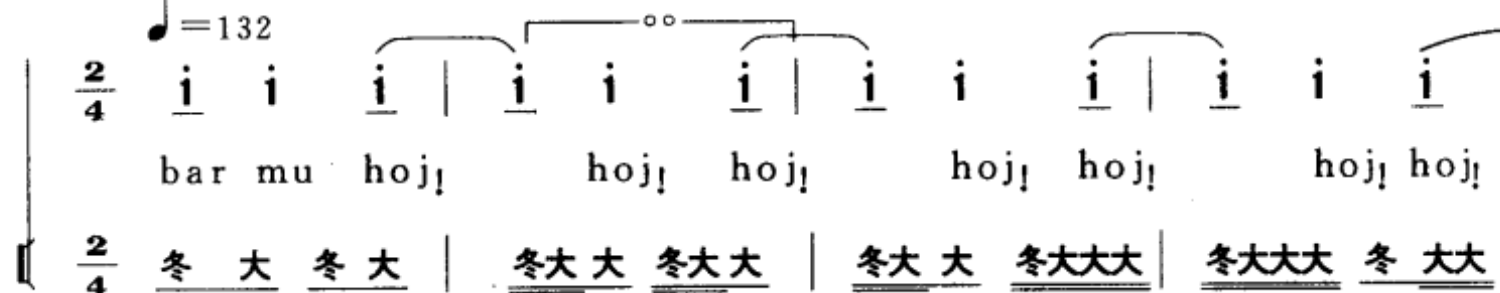 ♩=132
2/4 i i i | i i i | i i i | i i i
bar mu hoj! hoj! hoj! hoj! hoj! hoj! hoj!
2/4 冬 大 冬 大 | 冬大 大 冬大 大 | 冬大 大 冬大大大 | 冬大大大 冬 大大